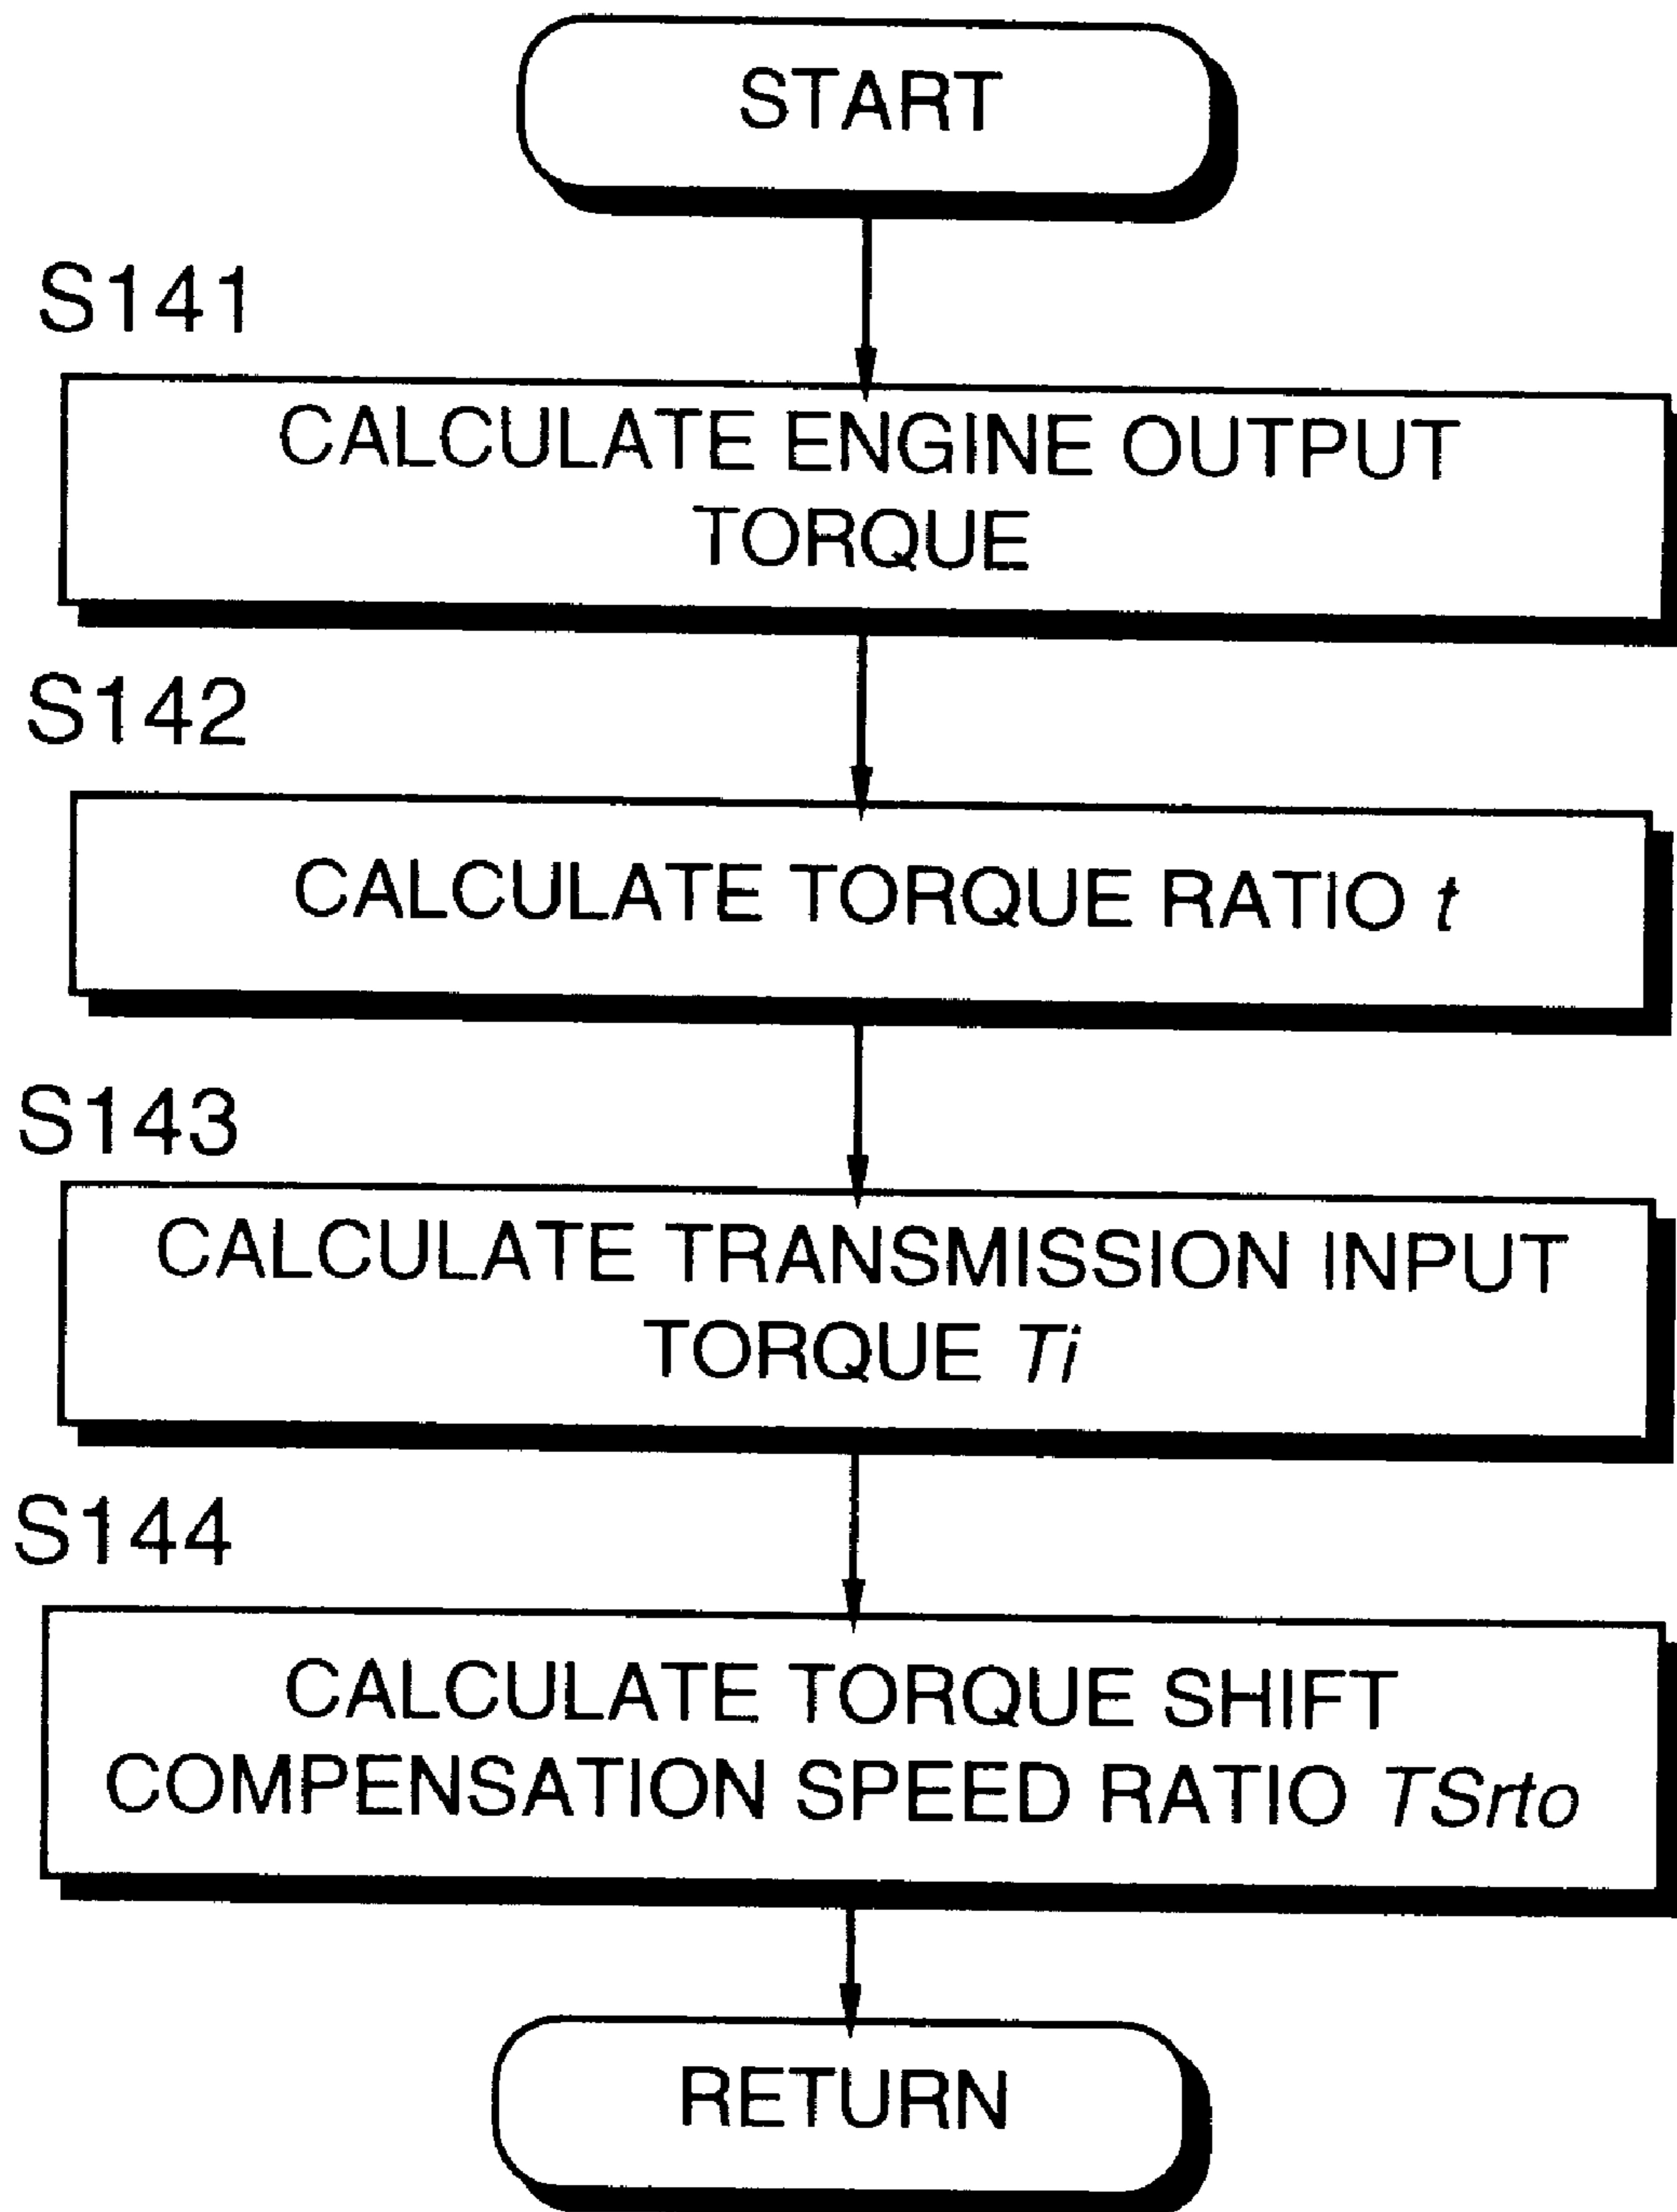 START
S141
CALCULATE ENGINE OUTPUT
TORQUE
S142
CALCULATE TORQUE RATIO t
S143
CALCULATE TRANSMISSION INPUT
TORQUE Ti
S144
CALCULATE TORQUE SHIFT
COMPENSATION SPEED RATIO TSrto
RETURN